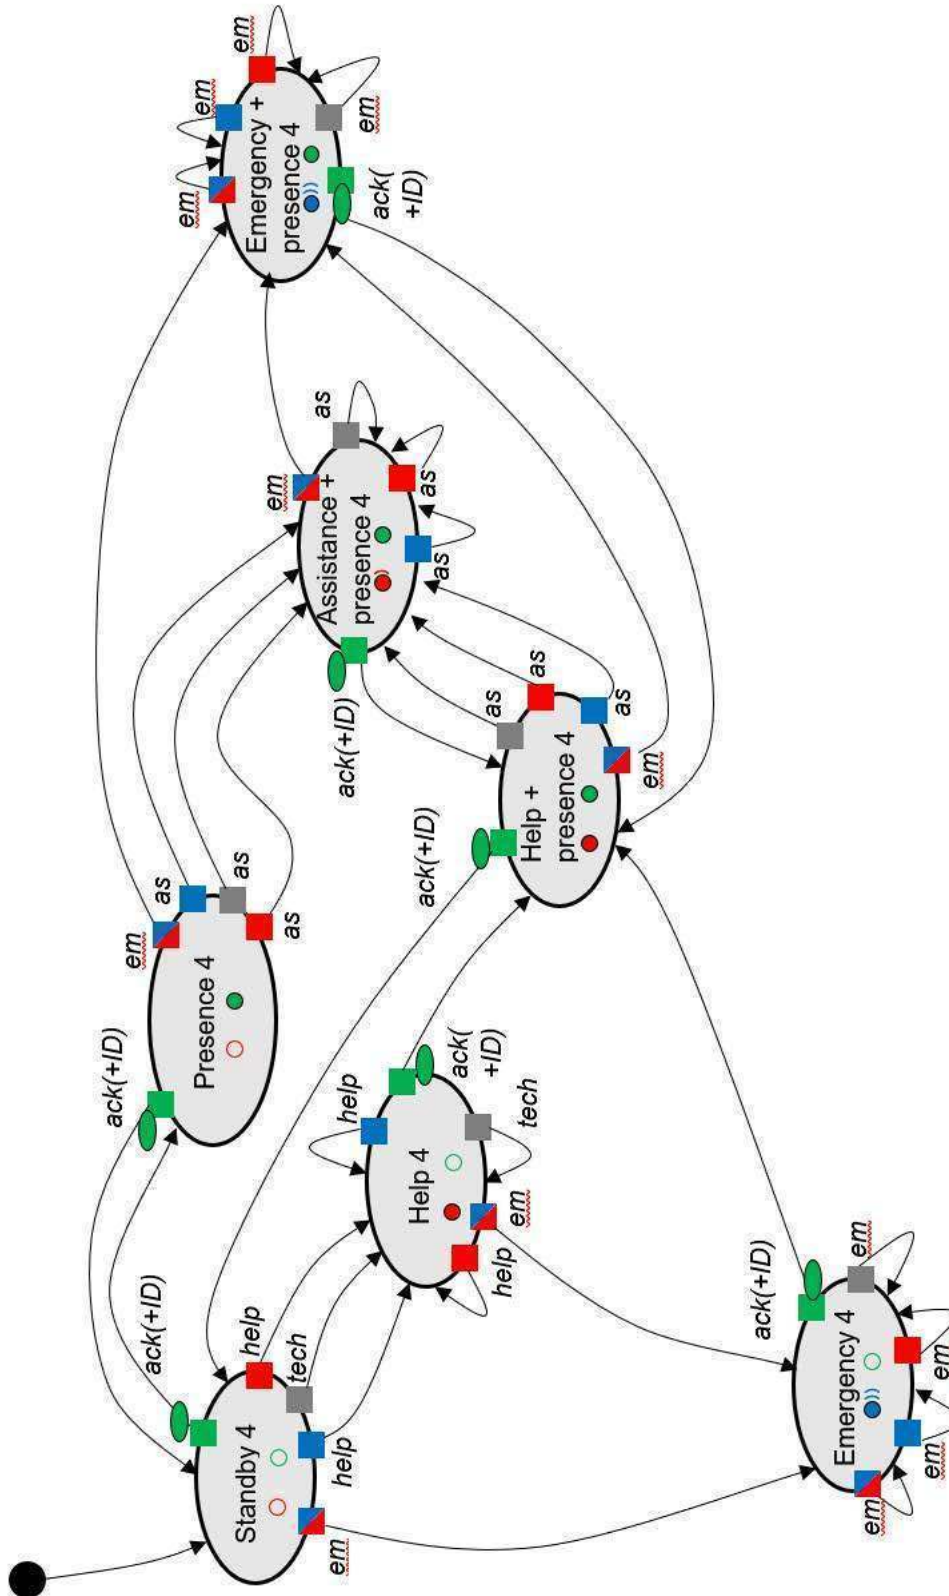 ack(+ID)
Standby 4
help
tech
help
em
ack(+ID)
Presence 4
em
as
as
as
help
Help 4
ack(
+ID)
tech
em
help
ack(+ID)
Emergency 4
em
em
em
em
ack(+ID)
Help +
presence 4
as
as
as
em
ack(+ID)
Assistance +
presence 4
em
as
as
as
em
em
em
Emergency +
presence 4
em
ack(
+ID)